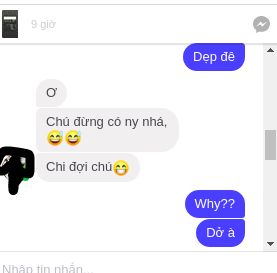 9 giờ
Dẹp đê
Ơ
Chú đừng có ny nhá,
😅😅
Chi đợi chú😁
Why??
Dở à
Nhập tin nhắn...